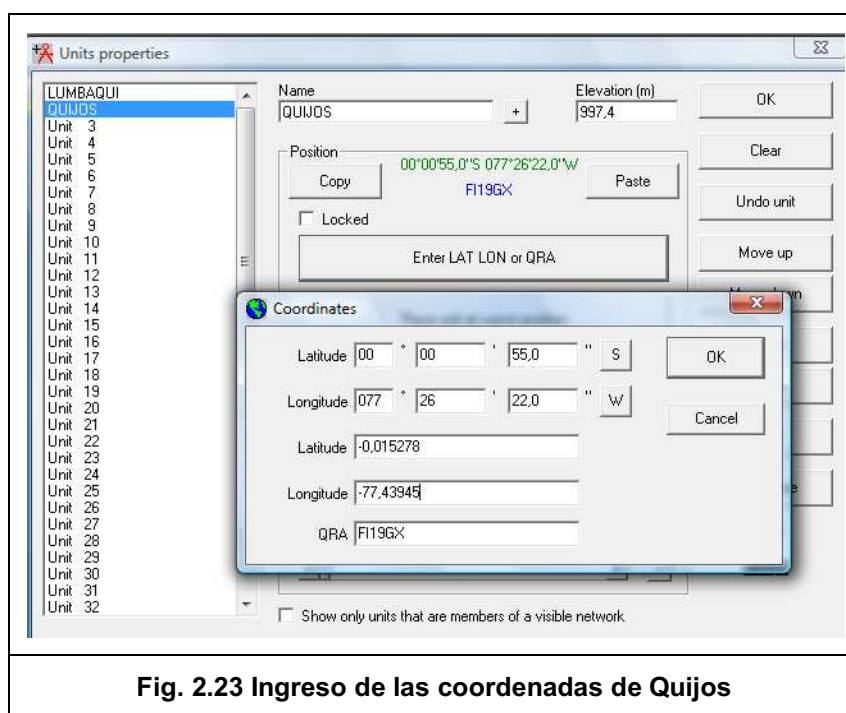 Units properties
LUMBAQUI
QUIJOS
Unit 3
Unit 4
Unit 5
Unit 6
Unit 7
Unit 8
Unit 9
Unit 10
Unit 11
Unit 12
Unit 13
Unit 14
Unit 15
Unit 16
Unit 17
Unit 18
Unit 19
Unit 20
Unit 21
Unit 22
Unit 23
Unit 24
Unit 25
Unit 26
Unit 27
Unit 28
Unit 29
Unit 30
Unit 31
Unit 32
Name
QUIJOS
+
Elevation (m)
997,4
Position
Copy
00°00'55,0"S 077°26'22,0"W
FI19GX
Paste
Locked
Enter LAT LON or QRA
OK
Clear
Undo unit
Move up
Coordinates
Latitude 00 ° 00 ' 55,0 " S
Longitude 077 ° 26 ' 22,0 " W
Latitude -0,015278
Longitude -77,43945
QRA FI19GX
OK
Cancel
Show only units that are members of a visible network
Fig. 2.23 Ingreso de las coordenadas de Quijos